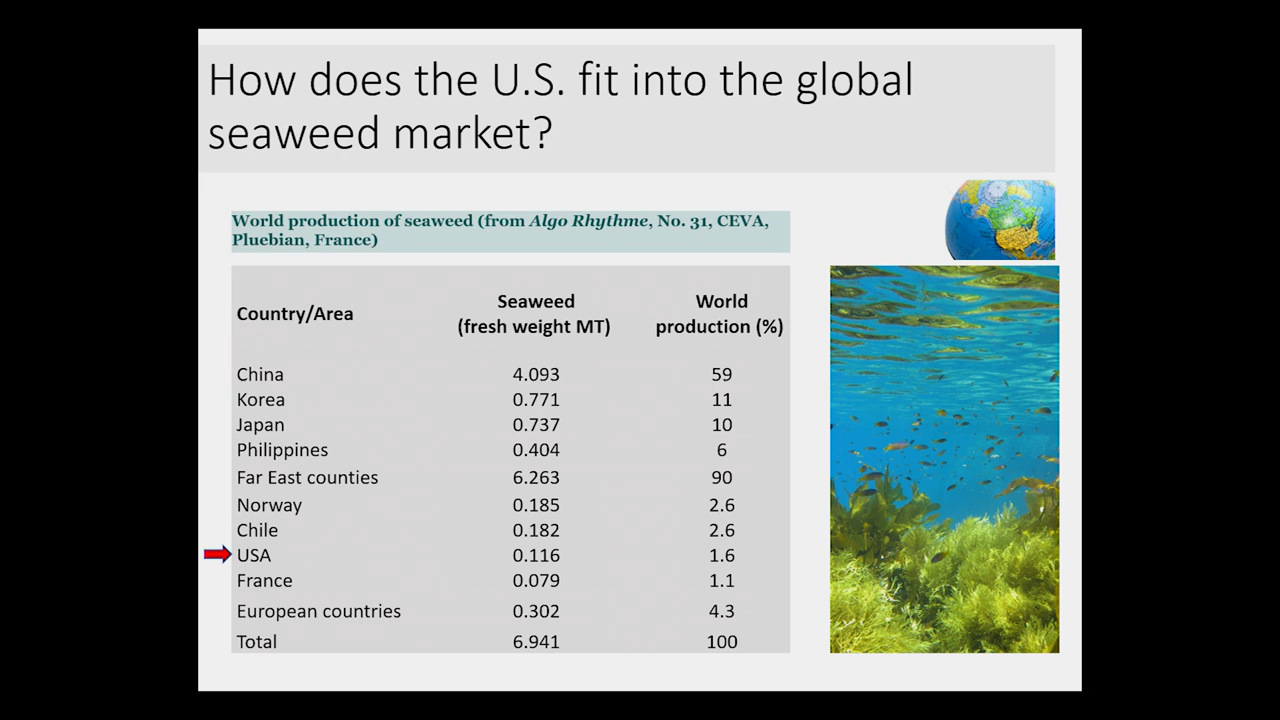 How does the U.S. fit into the global
seaweed market?
World production of seaweed (from Algo Rhythme, No. 31, CEVA,
Pluebian, France)
Country/Area Seaweed (fresh weight MT) World production (%)
China 4.093 59
Korea 0.771 11
Japan 0.737 10
Philippines 0.404 6
Far East counties 6.263 90
Norway 0.185 2.6
Chile 0.182 2.6
USA 0.116 1.6
France 0.079 1.1
European countries 0.302 4.3
Total 6.941 100